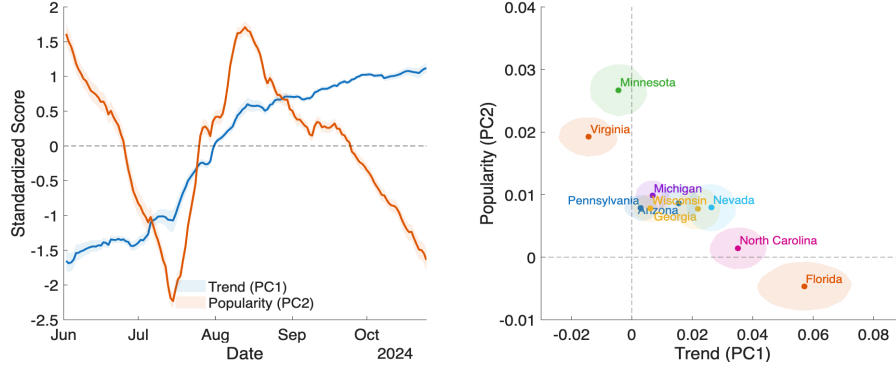 2
1.5
1
0.5
0
-0.5
-1
-1.5
-2
-2.5
Standardized Score
Trend (PC1)
Popularity (PC2)
Jun
Jul
Aug
Sep
Oct
Date
2024
0.04
0.03
0.02
0.01
0
-0.01
Popularity (PC2)
Minnesota
Virginia
Michigan
Pennsylvania
Wisconsin
Nevada
Arizona
Georgia
North Carolina
Florida
-0.02
0
0.02
0.04
0.06
0.08
Trend (PC1)